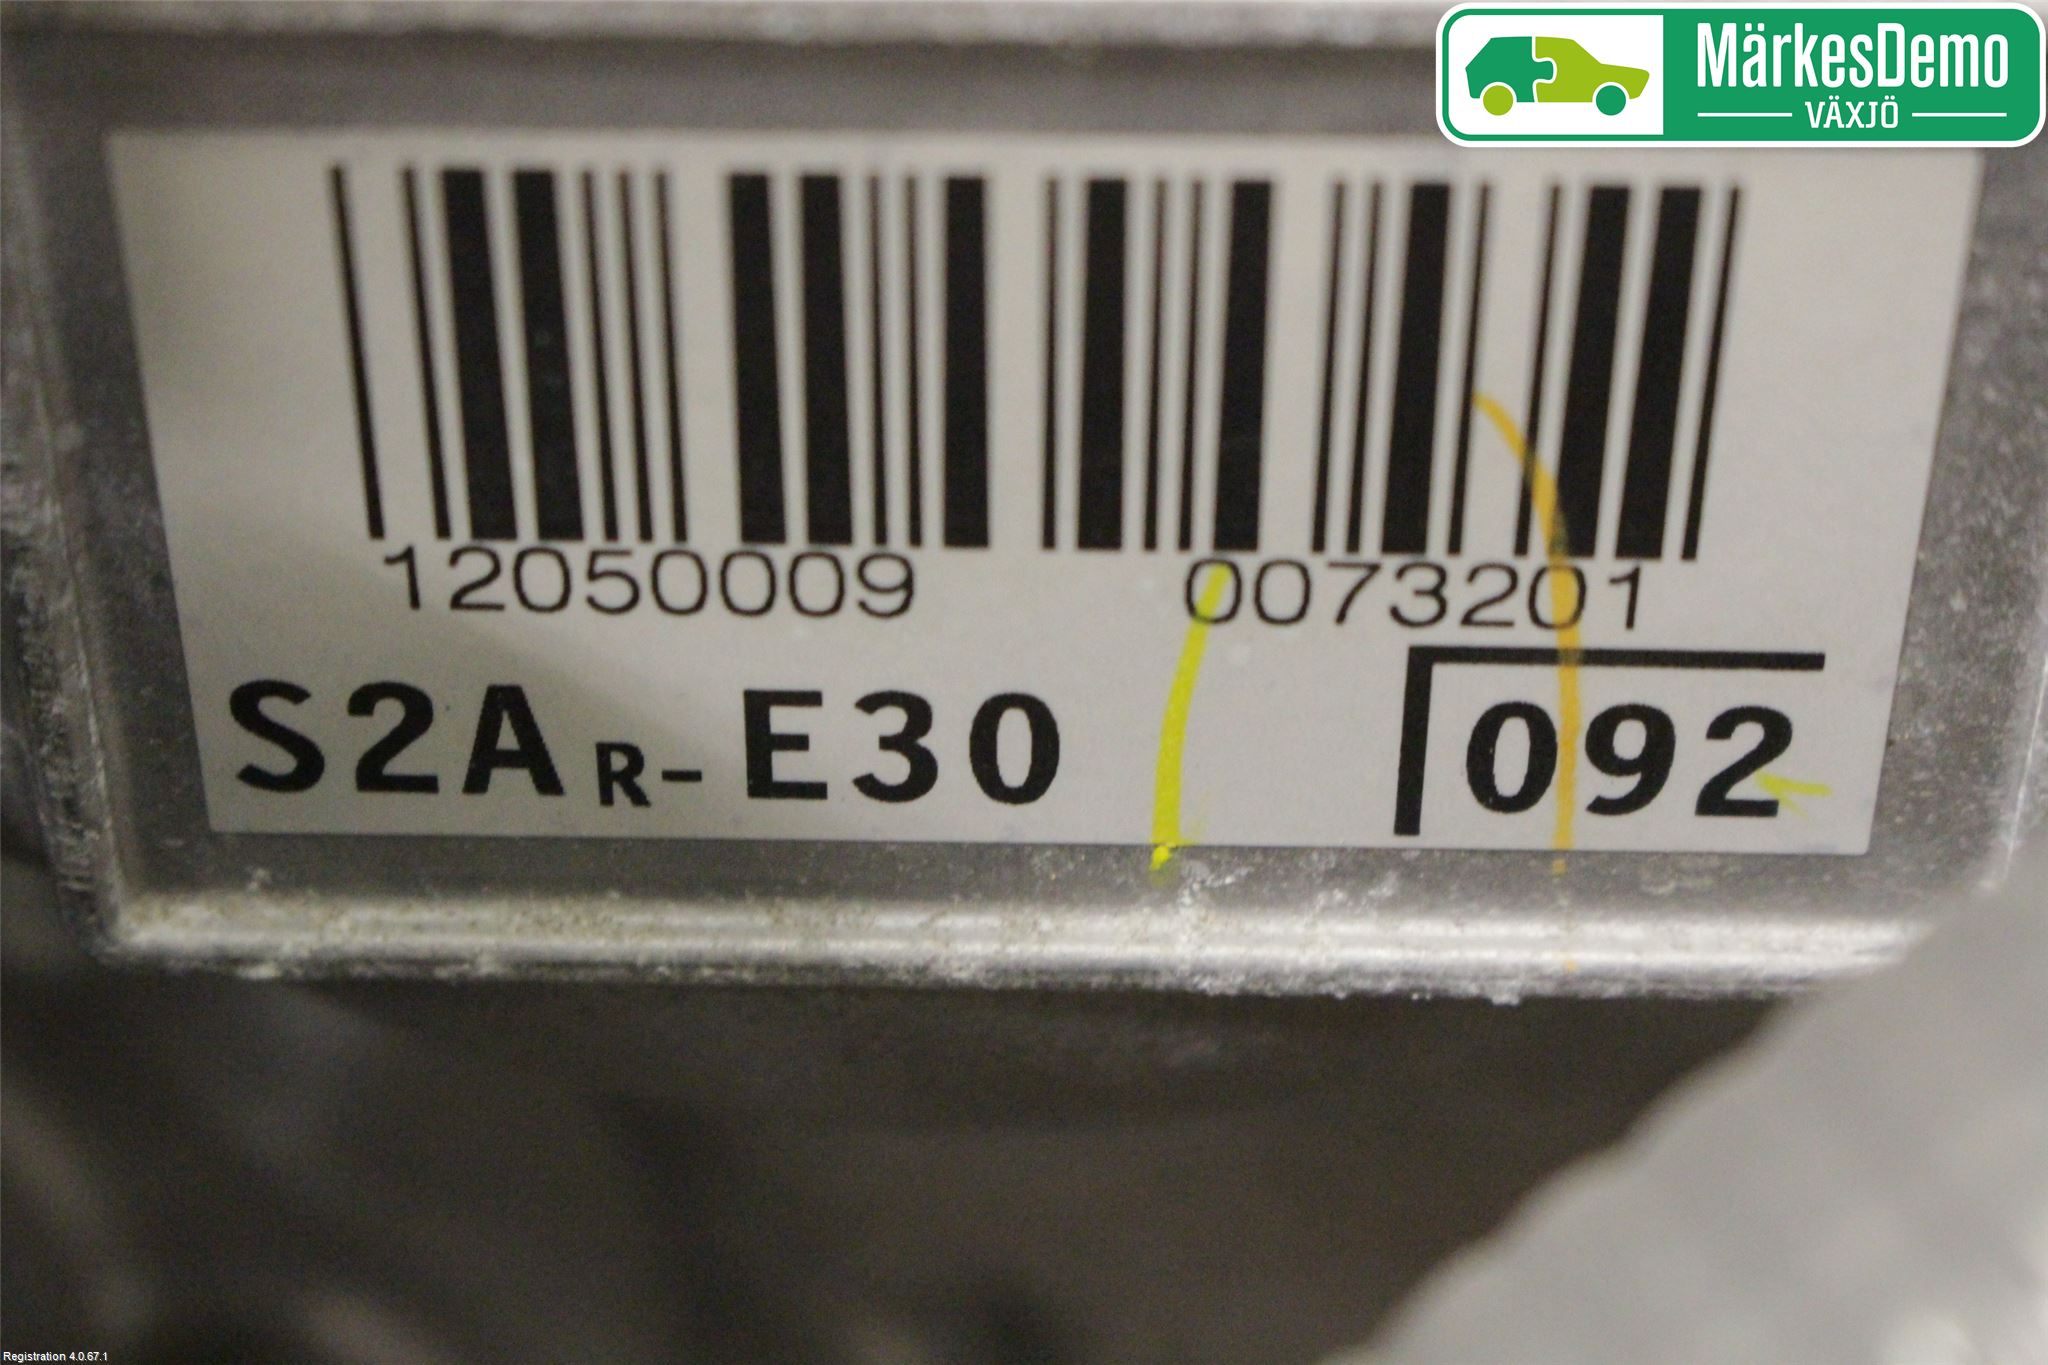 MärkesDemo
VÄXJÖ
12050009 0073201
S2AR-E30 092
Registration 4.0.67.1